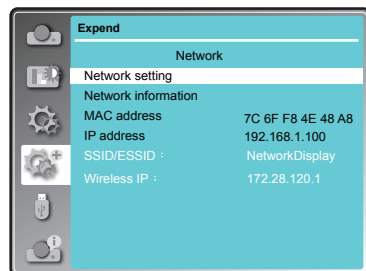 Expend
Network
Network setting
Network information
MAC address 7C 6F F8 4E 48 A8
IP address 192.168.1.100
SSID/ESSID： NetworkDisplay
Wireless IP： 172.28.120.1